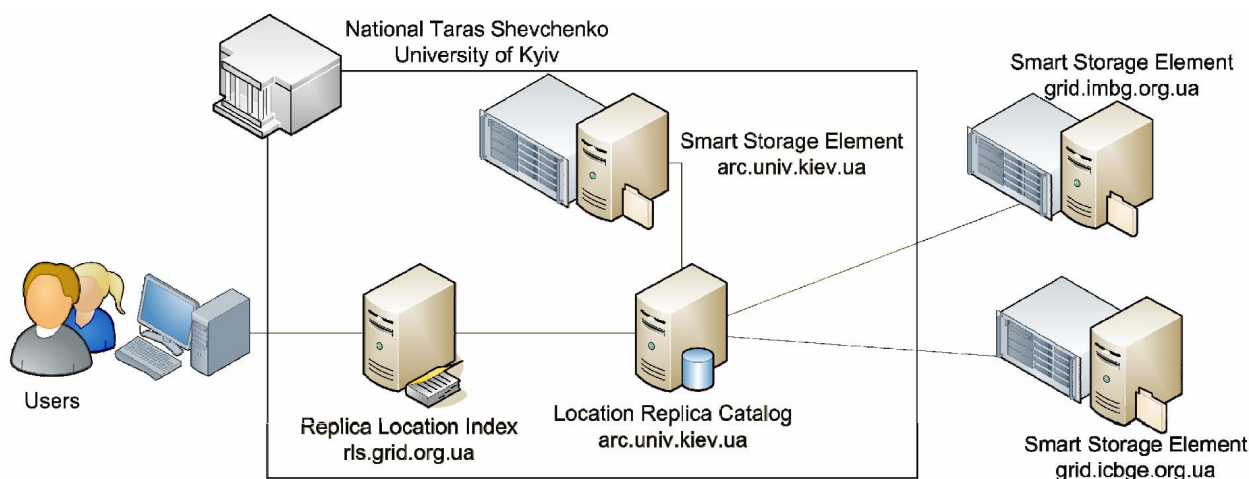 National Taras Shevchenko
University of Kyiv
Smart Storage Element
grid.imbg.org.ua
Smart Storage Element
arc.univ.kiev.ua
Users
Replica Location Index
rls.grid.org.ua
Location Replica Catalog
arc.univ.kiev.ua
Smart Storage Element
grid.icbge.org.ua